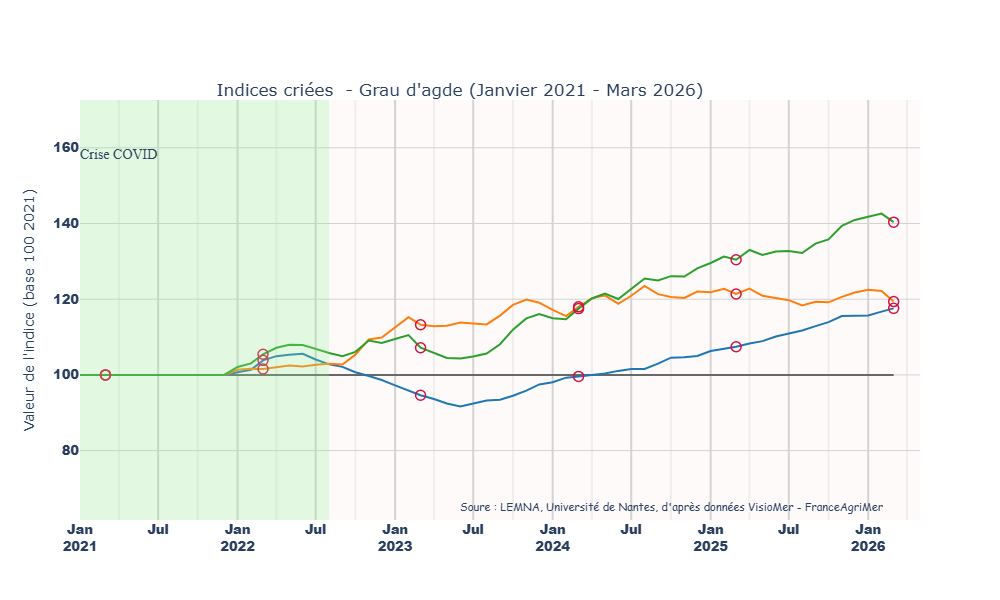 Indices criées  - Grau d'agde (Janvier 2021 - Mars 2026)
Valeur de l'indice (base 100 2021)
160
140
120
100
80
Crise COVID
Soure : LEMNA, Université de Nantes, d'après données VisioMer - FranceAgriMer
Jan Jul Jan Jul Jan Jul Jan Jul Jan Jul Jan
2021 2022 2023 2024 2025 2026